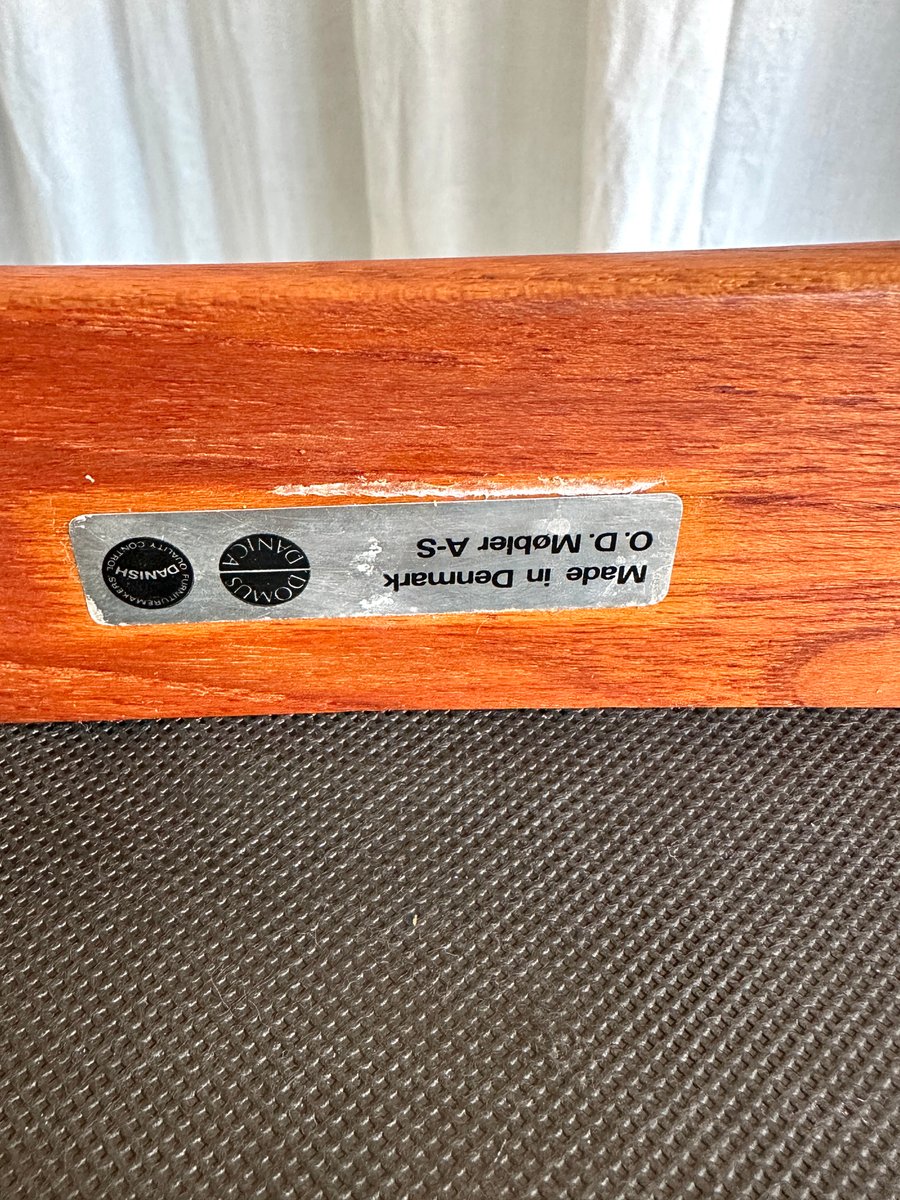 Made in Denmark
O.D. Møbler A-S
DOMUS
DANICA
DANISH
FURNITUREMAKERS
QUALITY CONTROL